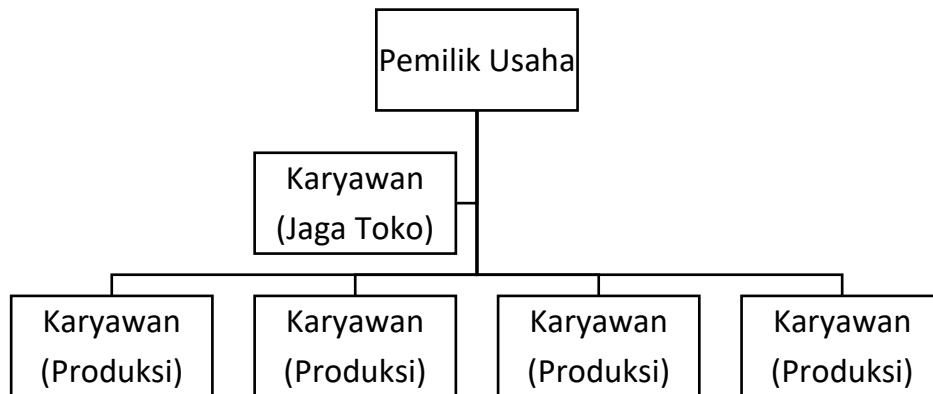 Pemilik Usaha
Karyawan
(Jaga Toko)
Karyawan
(Produksi)
Karyawan
(Produksi)
Karyawan
(Produksi)
Karyawan
(Produksi)